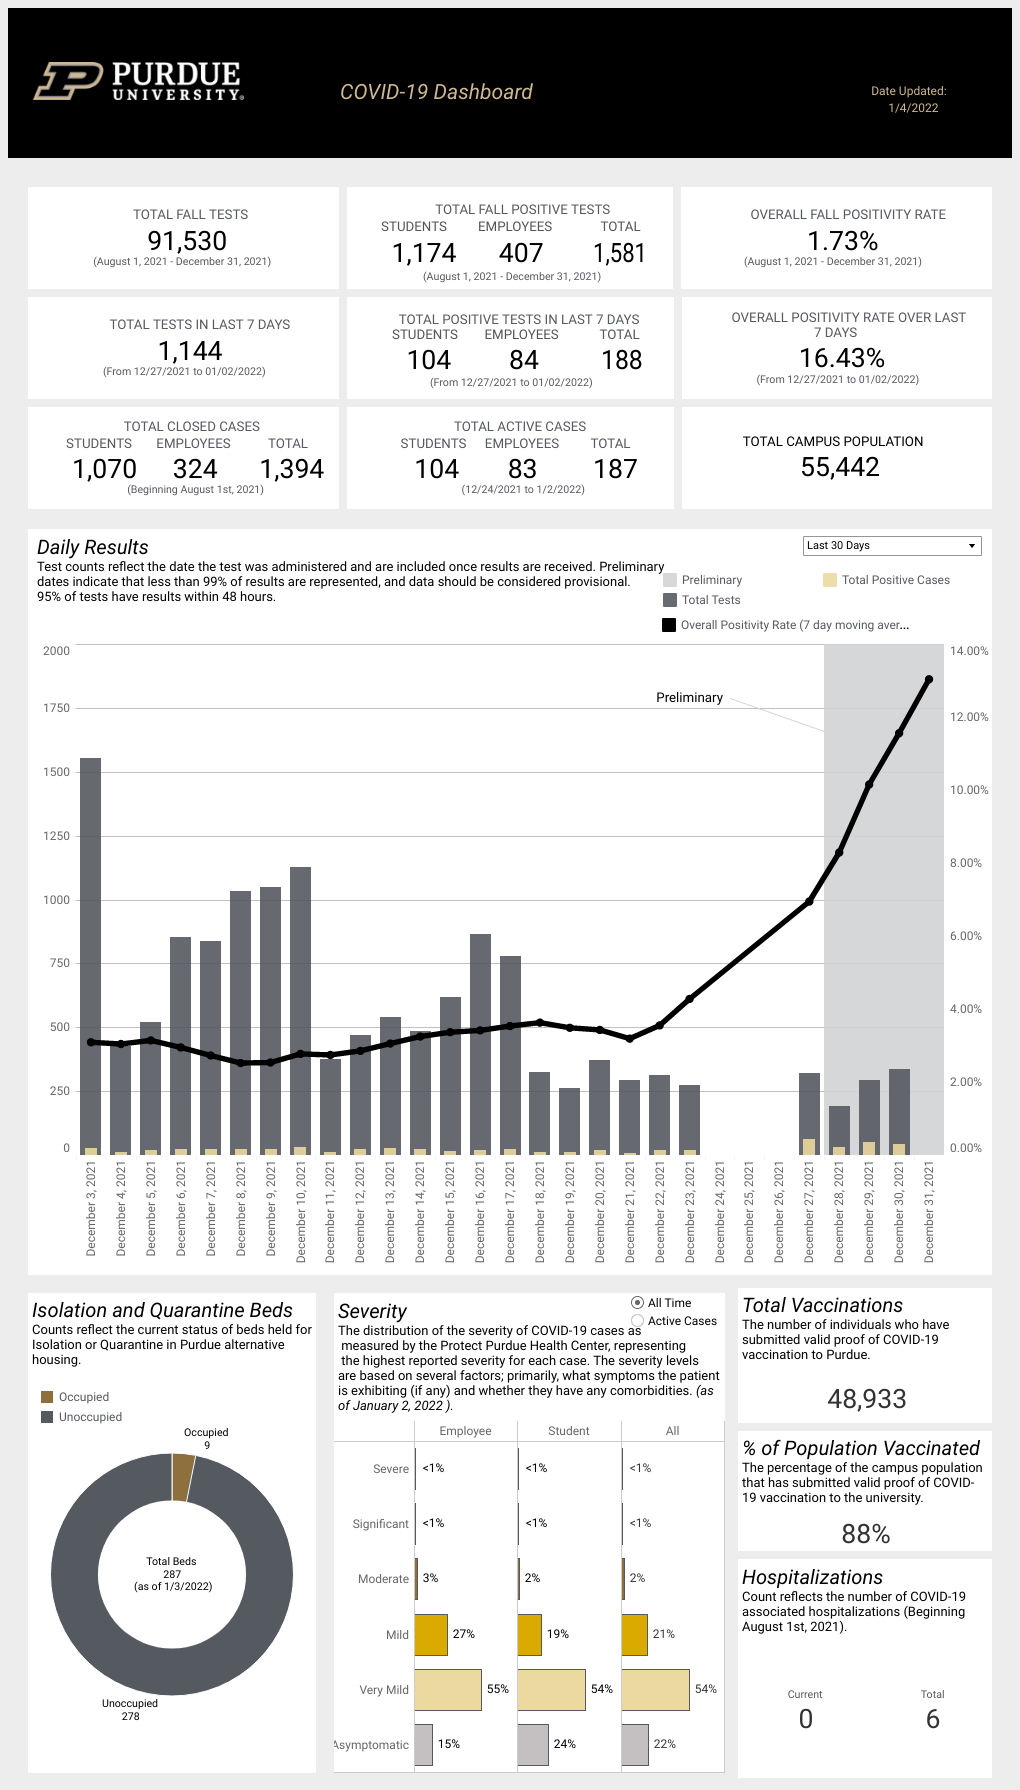 PURDUE
UNIVERSITY®
COVID-19 Dashboard
Date Updated:
1/4/2022
TOTAL FALL TESTS
91,530
(August 1, 2021 - December 31, 2021)
TOTAL FALL POSITIVE TESTS
STUDENTS EMPLOYEES TOTAL
1,174 407 1,581
(August 1, 2021 - December 31, 2021)
OVERALL FALL POSITIVITY RATE
1.73%
(August 1, 2021 - December 31, 2021)
TOTAL TESTS IN LAST 7 DAYS
1,144
(From 12/27/2021 to 01/02/2022)
TOTAL POSITIVE TESTS IN LAST 7 DAYS
STUDENTS EMPLOYEES TOTAL
104 84 188
(From 12/27/2021 to 01/02/2022)
OVERALL POSITIVITY RATE OVER LAST
7 DAYS
16.43%
(From 12/27/2021 to 01/02/2022)
TOTAL CLOSED CASES
STUDENTS EMPLOYEES TOTAL
1,070 324 1,394
(Beginning August 1st, 2021)
TOTAL ACTIVE CASES
STUDENTS EMPLOYEES TOTAL
104 83 187
(12/24/2021 to 1/2/2022)
TOTAL CAMPUS POPULATION
55,442
Daily Results
Test counts reflect the date the test was administered and are included once results are received. Preliminary
dates indicate that less than 99% of results are represented, and data should be considered provisional.
95% of tests have results within 48 hours.
Last 30 Days
Preliminary
Total Positive Cases
Total Tests
Overall Positivity Rate (7 day moving aver...
2000
1750
1500
1250
1000
750
500
250
0
Preliminary
14.00%
12.00%
10.00%
8.00%
6.00%
4.00%
2.00%
0.00%
December 3, 2021
December 4, 2021
December 5, 2021
December 6, 2021
December 7, 2021
December 8, 2021
December 9, 2021
December 10, 2021
December 11, 2021
December 12, 2021
December 13, 2021
December 14, 2021
December 15, 2021
December 16, 2021
December 17, 2021
December 18, 2021
December 19, 2021
December 20, 2021
December 21, 2021
December 22, 2021
December 23, 2021
December 24, 2021
December 25, 2021
December 26, 2021
December 27, 2021
December 28, 2021
December 29, 2021
December 30, 2021
December 31, 2021
Isolation and Quarantine Beds
Counts reflect the current status of beds held for
Isolation or Quarantine in Purdue alternative
housing.
Occupied
Unoccupied
Occupied
9
Total Beds
287
(as of 1/3/2022)
Unoccupied
278
Severity
All Time
Active Cases
The distribution of the severity of COVID-19 cases as
measured by the Protect Purdue Health Center, representing
the highest reported severity for each case. The severity levels
are based on several factors; primarily, what symptoms the patient
is exhibiting (if any) and whether they have any comorbidities. (as
of January 2, 2022 ).
Employee Student All
Severe <1% <1% <1%
Significant <1% <1% <1%
Moderate 3% 2% 2%
Mild 27% 19% 21%
Very Mild 55% 54% 54%
Asymptomatic 15% 24% 22%
Total Vaccinations
The number of individuals who have
submitted valid proof of COVID-19
vaccination to Purdue.
48,933
% of Population Vaccinated
The percentage of the campus population
that has submitted valid proof of COVID-
19 vaccination to the university.
88%
Hospitalizations
Count reflects the number of COVID-19
associated hospitalizations (Beginning
August 1st, 2021).
Current Total
0 6